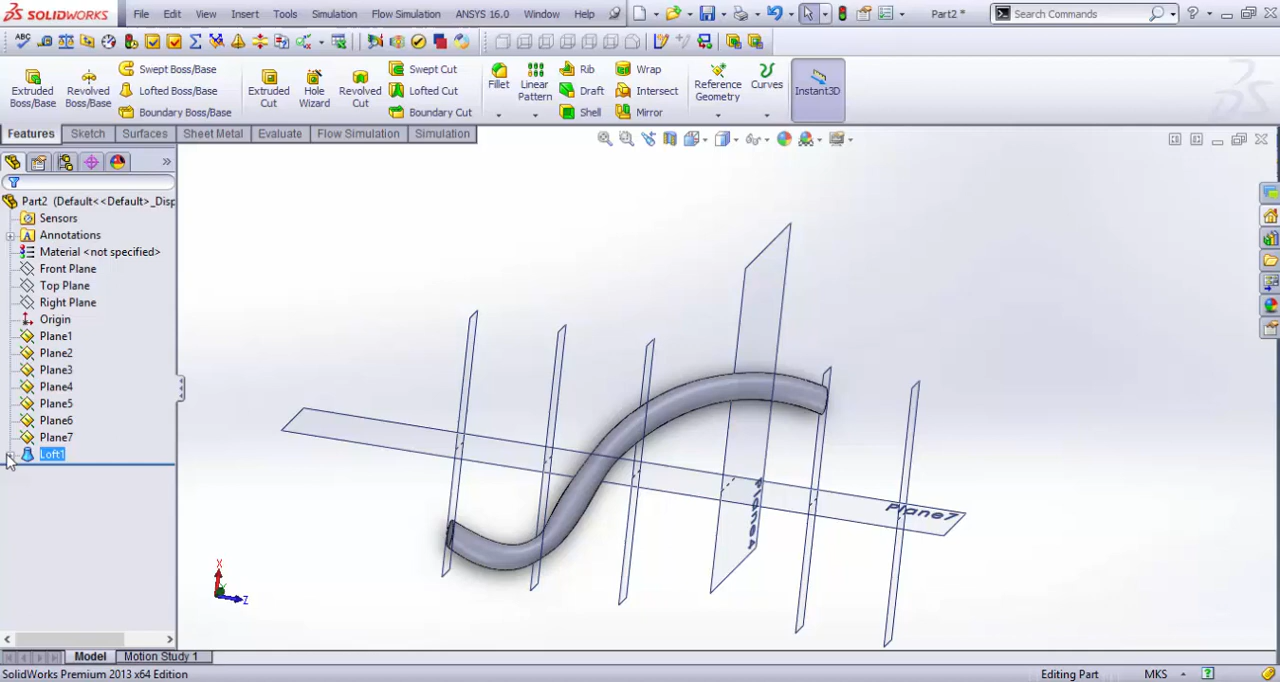 SOLIDWORKS File Edit View Insert Tools Simulation Flow Simulation ANSYS 16.0 Window Help Part2 * Search Commands
Extruded Boss/Base
Revolved Boss/Base
Swept Boss/Base
Lofted Boss/Base
Boundary Boss/Base
Extruded Cut
Hole Wizard
Revolved Cut
Swept Cut
Lofted Cut
Boundary Cut
Fillet
Linear Pattern
Rib
Draft
Shell
Wrap
Intersect
Mirror
Reference Geometry
Curves
Instant3D
Features Sketch Surfaces Sheet Metal Evaluate Flow Simulation Simulation
Part2 (Default<<Default>_Disp
Sensors
Annotations
Material <not specified>
Front Plane
Top Plane
Right Plane
Origin
Plane1
Plane2
Plane3
Plane4
Plane5
Plane6
Plane7
Loft1
Plane4
Plane7
X
Y
Z
Model Motion Study 1
SolidWorks Premium 2013 x64 Edition Editing Part MKS